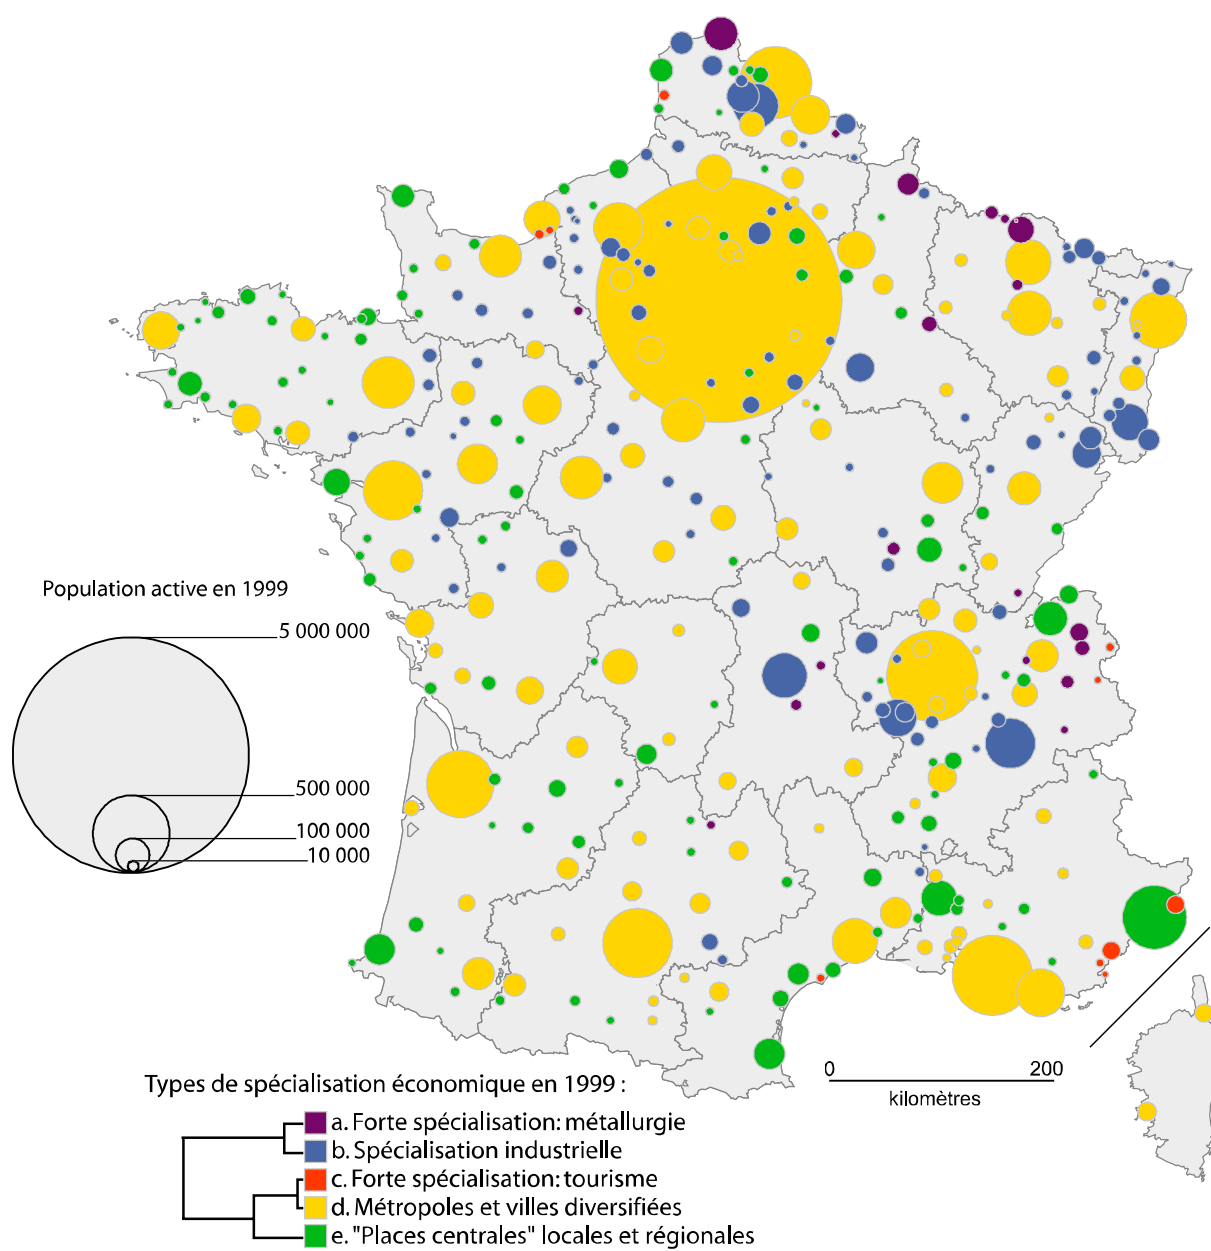 Population active en 1999
5 000 000
500 000
100 000
10 000
0 200
kilomètres
Types de spécialisation économique en 1999 :
a. Forte spécialisation: métallurgie
b. Spécialisation industrielle
c. Forte spécialisation: tourisme
d. Métropoles et villes diversifiées
e. "Places centrales" locales et régionales